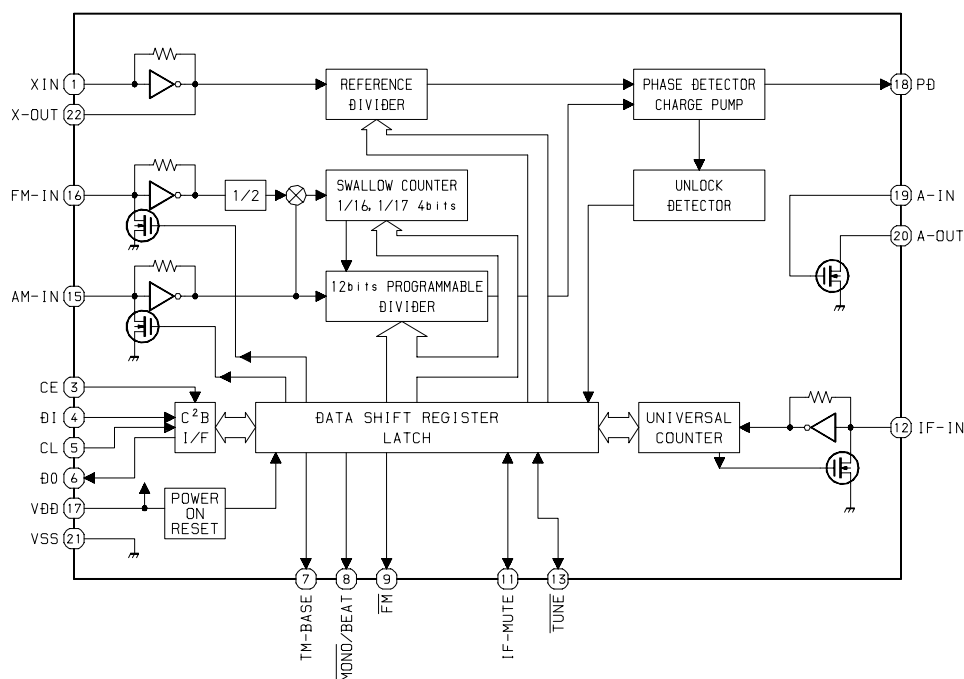 XIN 1
REFERENCE
DIVIDER
PHASE DETECTOR
CHARGE PUMP
18 PD
X-OUT 22
FM-IN 16
1/2
SWALLOW COUNTER
1/16, 1/17 4bits
UNLOCK
DETECTOR
19 A-IN
20 A-OUT
AM-IN 15
12bits PROGRAMMABLE
DIVIDER
CE 3
DI 4
CL 5
DO 6
VDD 17
VSS 21
C²B
I/F
DATA SHIFT REGISTER
LATCH
UNIVERSAL
COUNTER
12 IF-IN
POWER
ON
RESET
7 TM-BASE
8 MONO/BEAT
9 FM
11 IF-MUTE
13 TUNE